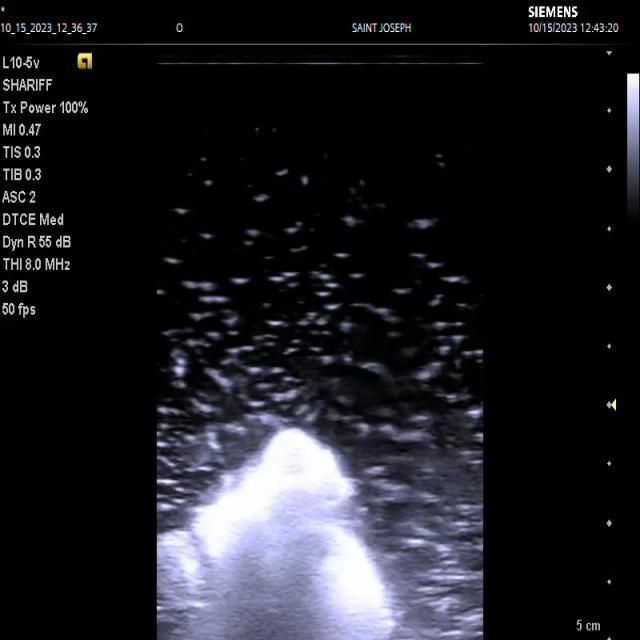 *
SIEMENS
10_15_2023_12_36_37 O SAINT JOSEPH 10/15/2023 12:43:20
L10-5v
SHARIFF
Tx Power 100%
MI 0.47
TIS 0.3
TIB 0.3
ASC 2
DTCE Med
Dyn R 55 dB
THI 8.0 MHz
3 dB
50 fps
5 cm